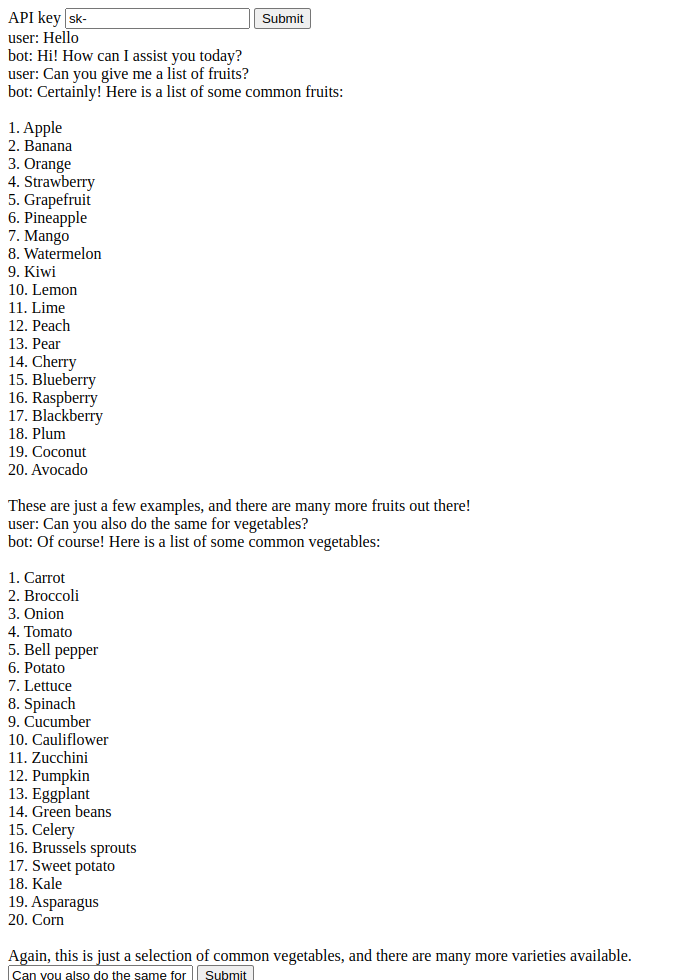 API key sk- Submit
user: Hello
bot: Hi! How can I assist you today?
user: Can you give me a list of fruits?
bot: Certainly! Here is a list of some common fruits:
1. Apple
2. Banana
3. Orange
4. Strawberry
5. Grapefruit
6. Pineapple
7. Mango
8. Watermelon
9. Kiwi
10. Lemon
11. Lime
12. Peach
13. Pear
14. Cherry
15. Blueberry
16. Raspberry
17. Blackberry
18. Plum
19. Coconut
20. Avocado
These are just a few examples, and there are many more fruits out there!
user: Can you also do the same for vegetables?
bot: Of course! Here is a list of some common vegetables:
1. Carrot
2. Broccoli
3. Onion
4. Tomato
5. Bell pepper
6. Potato
7. Lettuce
8. Spinach
9. Cucumber
10. Cauliflower
11. Zucchini
12. Pumpkin
13. Eggplant
14. Green beans
15. Celery
16. Brussels sprouts
17. Sweet potato
18. Kale
19. Asparagus
20. Corn
Again, this is just a selection of common vegetables, and there are many more varieties available.
Can you also do the same for Submit